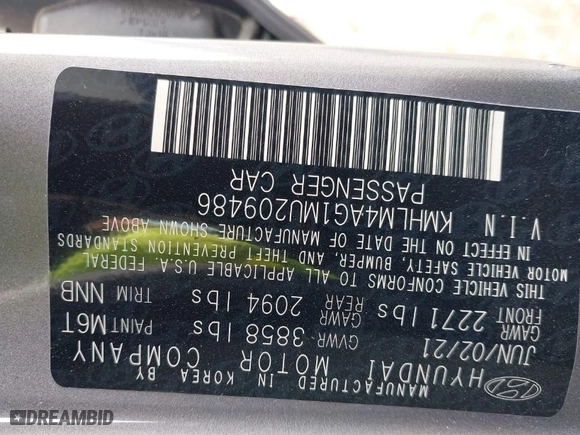 MANUFACTURED IN KOREA BY
HYUNDAI MOTOR COMPANY
JUN/02/21 GVWR 3858 lbs PAINT M6T
GAWR FRONT 2271 lbs GAWR REAR 2094 lbs TRIM NNB
THIS VEHICLE CONFORMS TO ALL APPLICABLE U.S.A. FEDERAL
MOTOR VEHICLE SAFETY, BUMPER, AND THEFT PREVENTION STANDARDS
IN EFFECT ON THE DATE OF MANUFACTURE SHOWN ABOVE
V.I.N KMHLM4AG1MU209486
PASSENGER CAR
DREAMBID